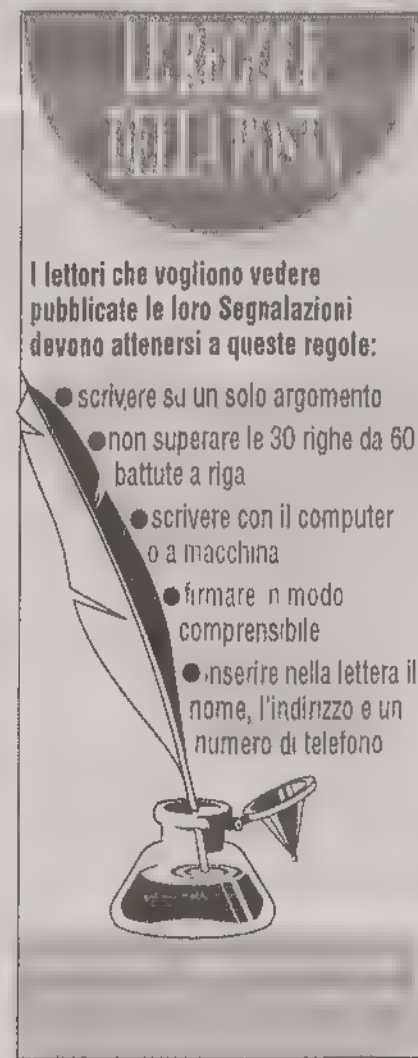 I lettori che vogliono vedere
pubblicate le loro Segnalazioni
devono attenersi a queste regole:
● scrivere su un solo argomento
● non superare le 30 righe da 60
battute a riga
● scrivere con il computer
o a macchina
● firmare in modo
comprensibile
● inserire nella lettera il
nome, l'indirizzo e un
numero di telefono